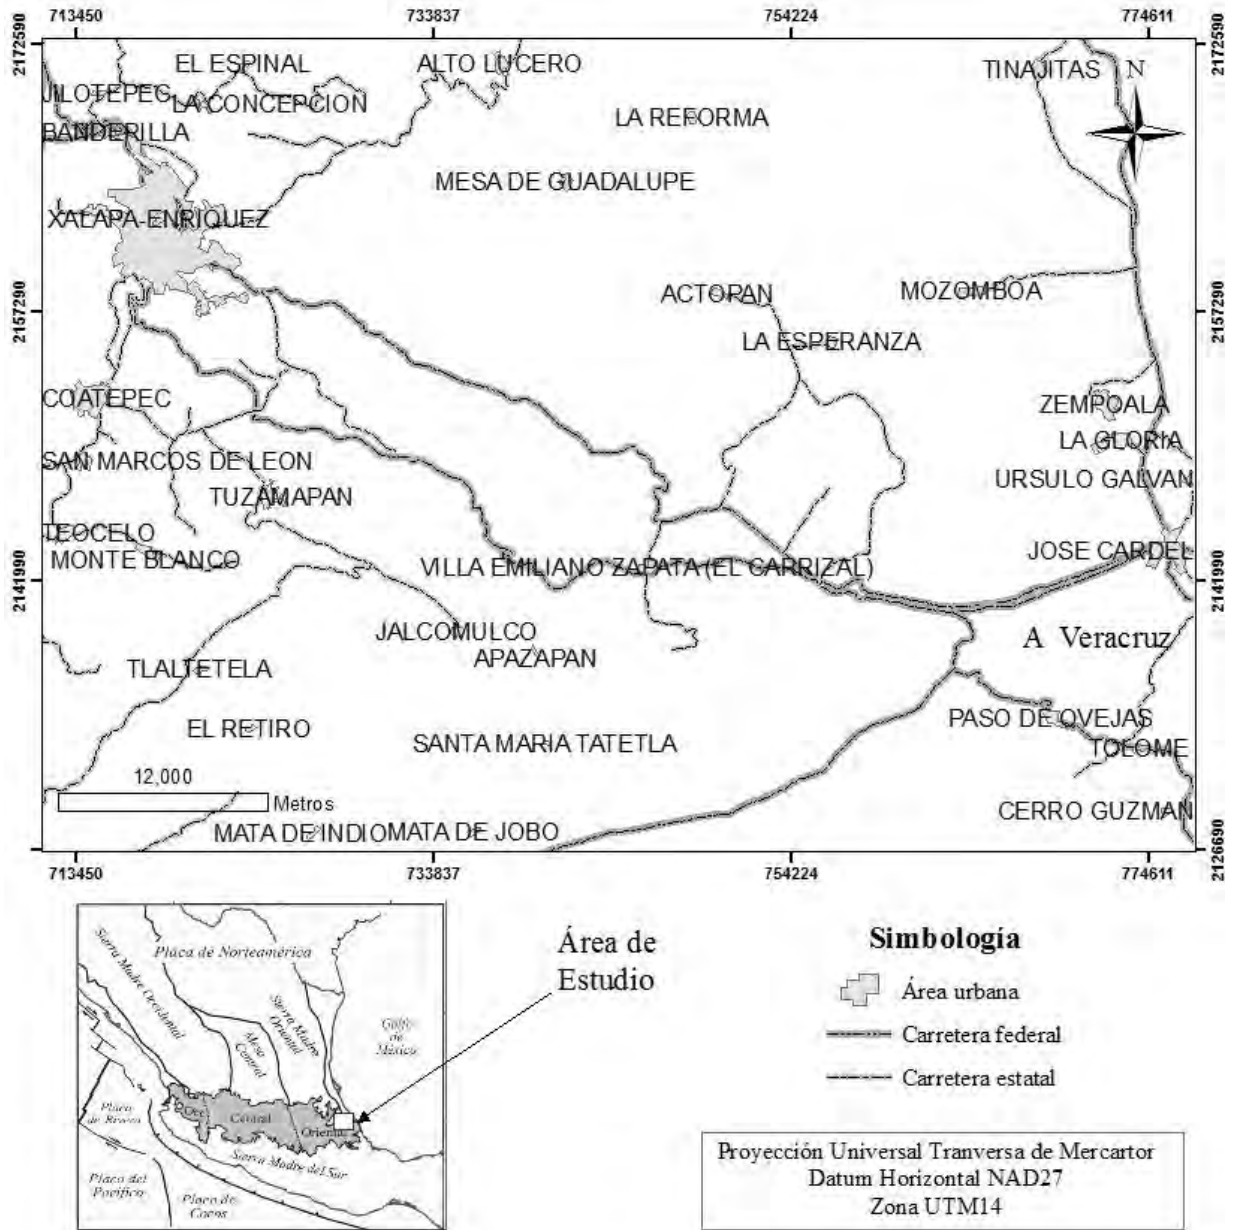 713450
733837
754224
774611
2172590
2172590
EL ESPINAL
ALTO LUCERO
TINAJITAS
N
JILOTEPEC
LA CONCEPCION
LA REFORMA
BANDERILLA
MESA DE GUADALUPE
XALAPA-ENRIQUEZ
ACTOPAN
MOZOMBOA
2157290
2157290
LA ESPERANZA
COATEPEC
ZEMPOALA
LA GLORIA
SAN MARCOS DE LEON
URSULO GALVAN
TUZAMAPAN
TEOCELO
JOSE CARDEL
MONTE BLANCO
VILLA EMILIANO ZAPATA (EL CARRIZAL)
2141990
2141990
JALCOMULCO
A Veracruz
APAZAPAN
TLALTETELA
PASO DE OVEJAS
EL RETIRO
SANTA MARIA TATETLA
TOLOME
12,000
Metros
CERRO GUZMAN
MATA DE INDIO
MATA DE JOBO
2126690
713450
733837
754224
774611
Sierra Madre Occidental
Placa de Norteamérica
Sierra Madre Oriental
Mesa Central
Golfo
de
México
Placa
de Rivera
Occ
Central
Oriental
Sierra Madre del Sur
Placa del
Pacífico
Placa de
Cocos
Área de
Estudio
Simbología
Área urbana
Carretera federal
Carretera estatal
Proyección Universal Tranversa de Mercartor
Datum Horizontal NAD27
Zona UTM14